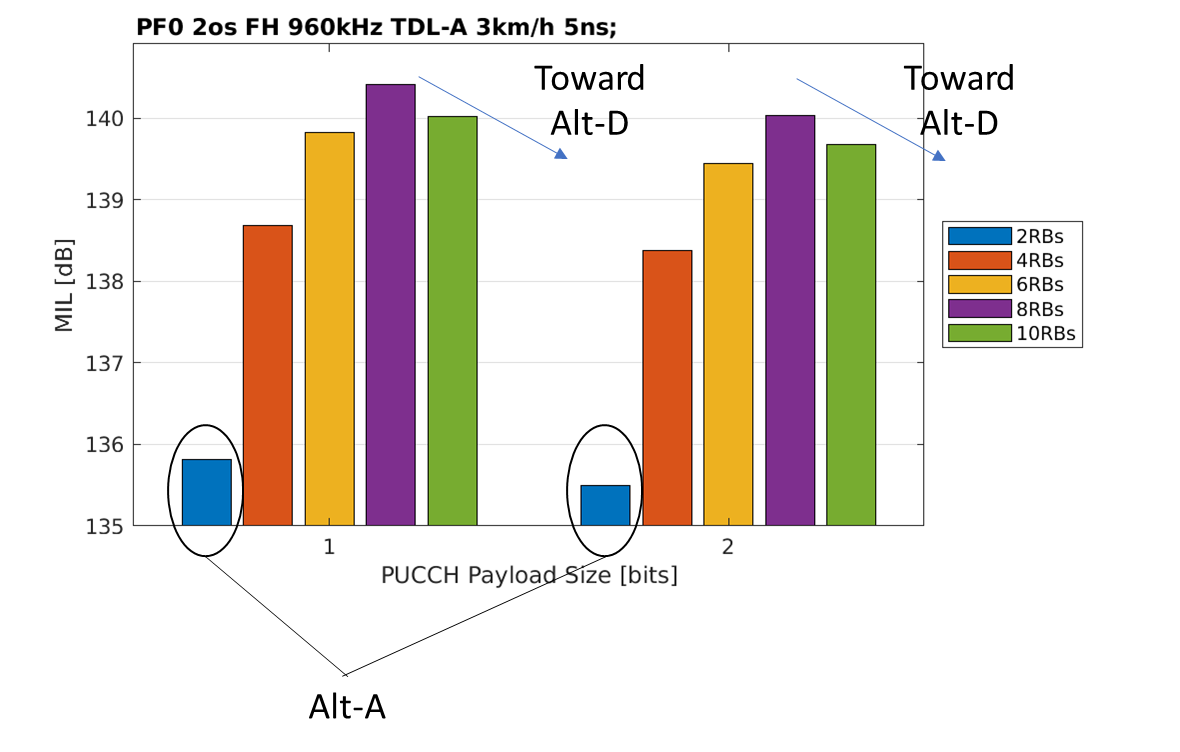 PF0 2os FH 960kHz TDL-A 3km/h 5ns;
Toward
Alt-D
Toward
Alt-D
140
139
138
137
136
135
MIL [dB]
2RBs
4RBs
6RBs
8RBs
10RBs
1
2
PUCCH Payload Size [bits]
Alt-A